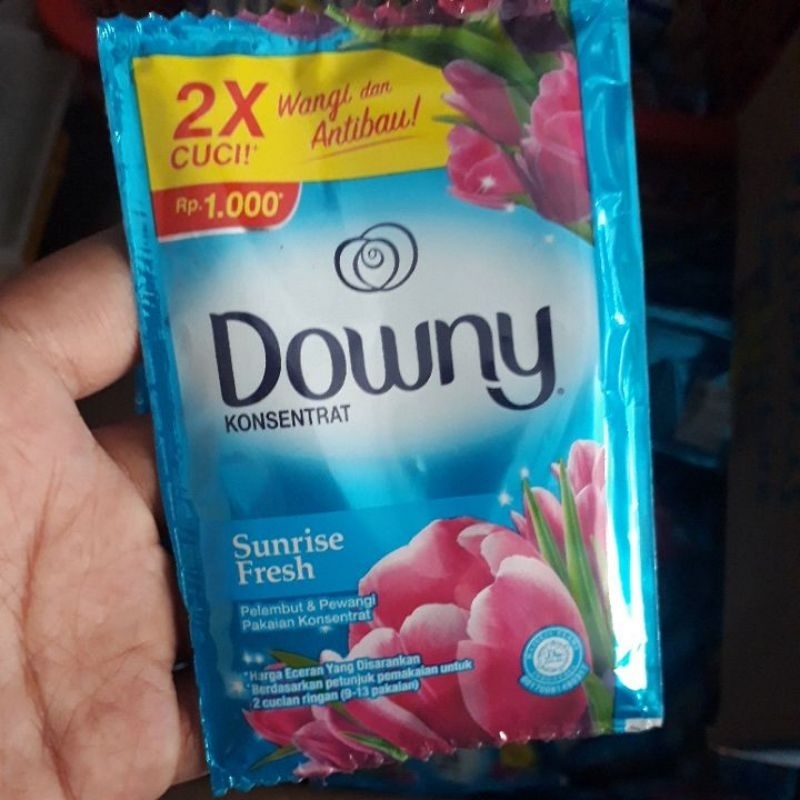 2X Wangi dan
CUCI!* Antibau!
Rp.1.000*
Downy
KONSENTRAT
Sunrise
Fresh
Pelembut & Pewangi
Pakaian Konsentrat
*Harga Eceran Yang Disarankan
*Berdasarkan petunjuk pemakaian untuk
2 cucian ringan (9-13 pakaian)